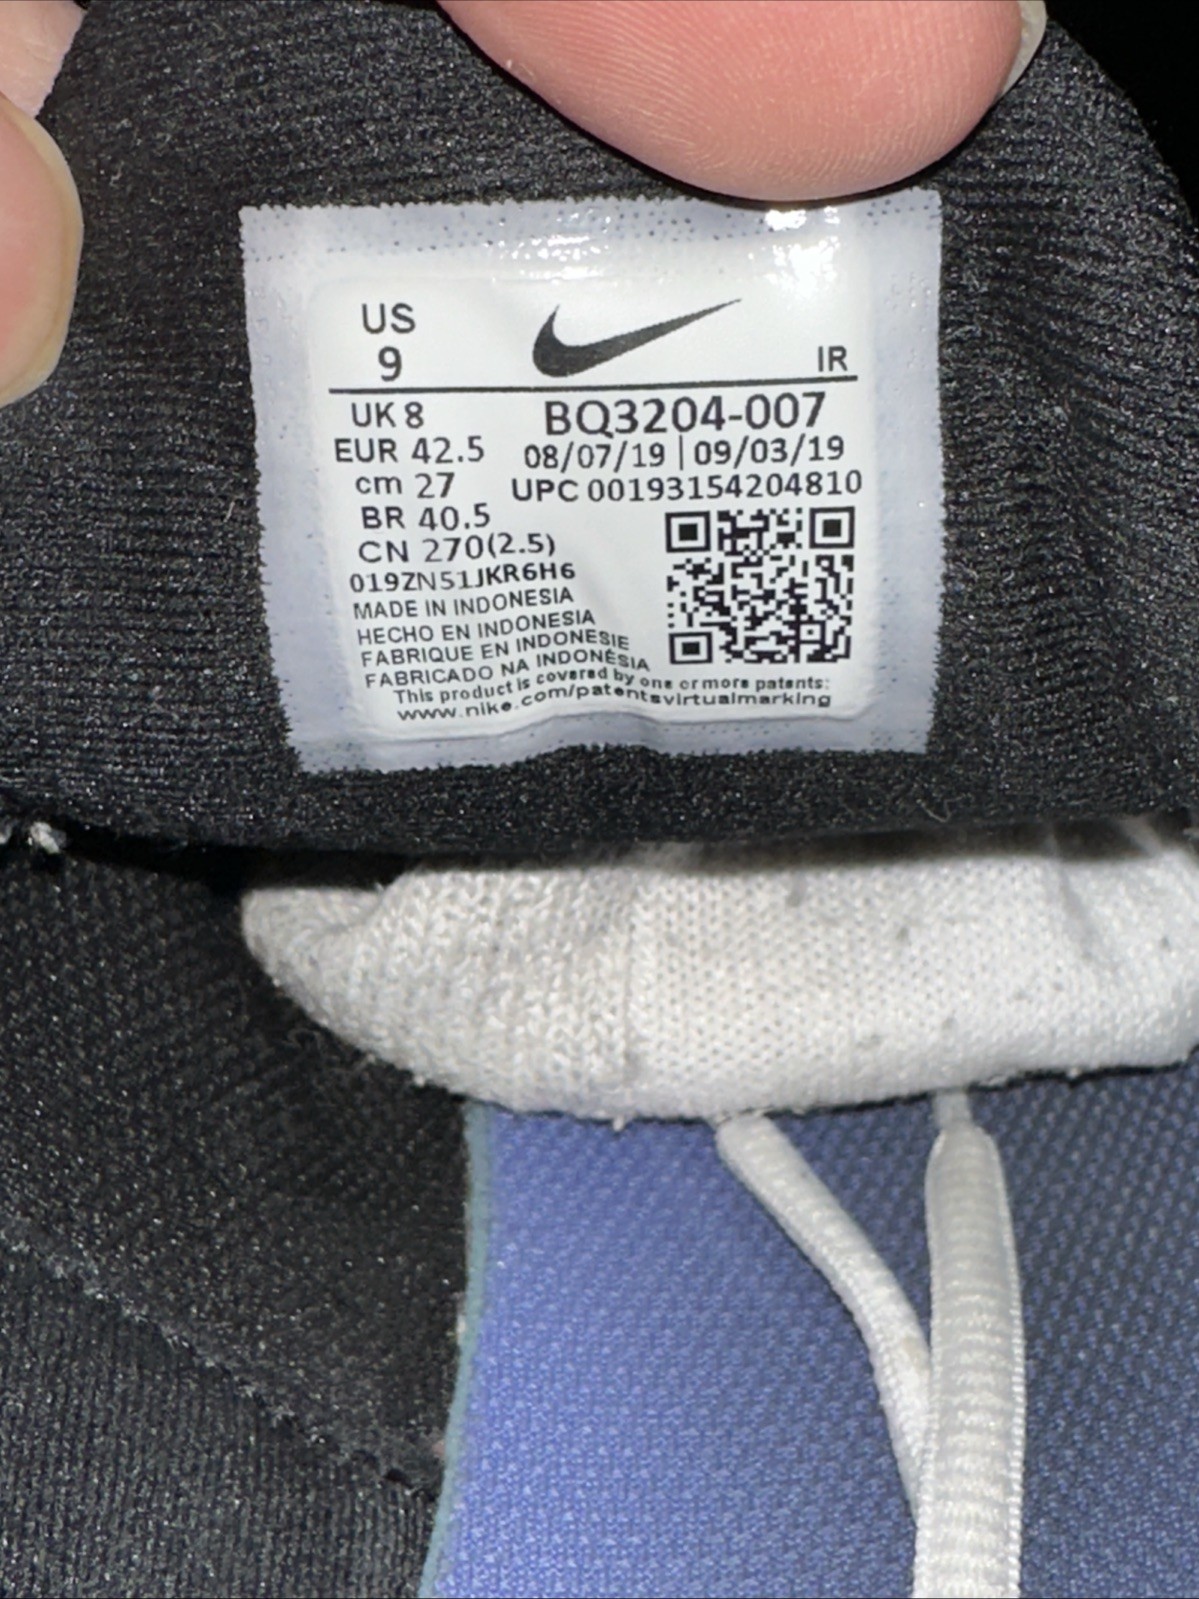 US
9
IR
UK 8
BQ3204-007
EUR 42.5
08/07/19 | 09/03/19
cm 27
UPC 00193154204810
BR 40.5
CN 270(2.5)
019ZN51JKR6H6
MADE IN INDONESIA
HECHO EN INDONESIA
FABRIQUE EN INDONESIE
FABRICADO NA INDONÉSIA
This product is covered by one or more patents:
www.nike.com/patentsvirtualmarking